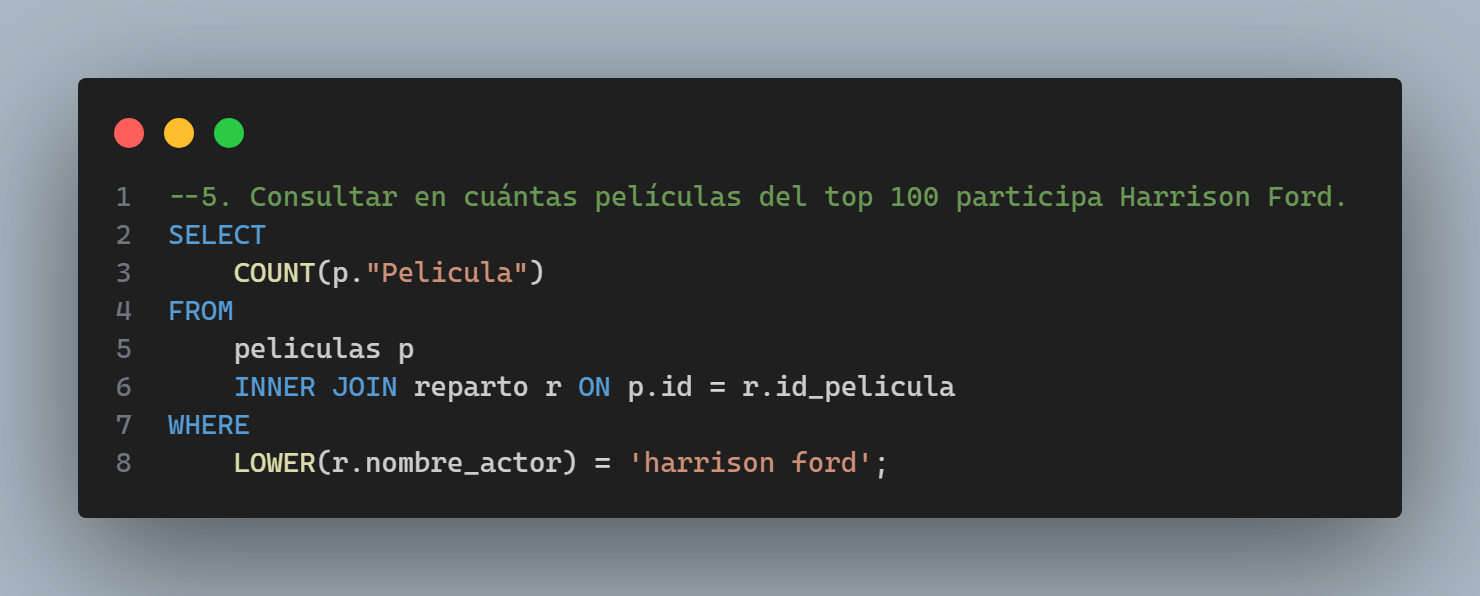 1 --5. Consultar en cuántas películas del top 100 participa Harrison Ford.
2 SELECT
3     COUNT(p."Pelicula")
4 FROM
5     peliculas p
6     INNER JOIN reparto r ON p.id = r.id_pelicula
7 WHERE
8     LOWER(r.nombre_actor) = 'harrison ford';